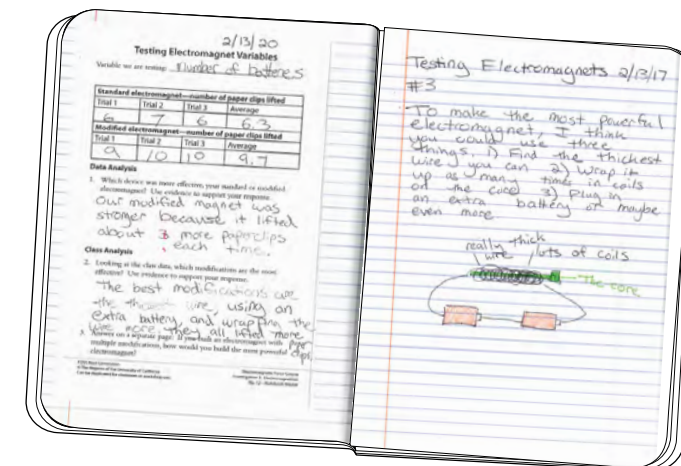 2/13/20
Testing Electromagnet Variables
Variable we are testing: number of batteries
Standard electromagnet—number of paper clips lifted
Trial 1 Trial 2 Trial 3 Average
6 7 6 6.3
Modified electromagnet—number of paper clips lifted
Trial 1 Trial 2 Trial 3 Average
9 10 10 9.7
Data Analysis
1. Which device was more effective, your standard or modified
electromagnet? Use evidence to support your response.
Our modified magnet was
stronger because it lifted
about 3 more paperclips
each time.
Class Analysis
2. Looking at the class data, which modifications are the most
effective? Use evidence to support your response.
The best modifications are
the wire, using an
extra battery, and wrapping the
wire more. They all lifted more
paper clips.
3. Answer on a separate page: If you built an electromagnet with
multiple modifications, how would you build the most powerful
electromagnet?
Testing Electromagnets 2/13/17
#3
To make the most powerful
electromagnet, I think
you could use three
things, 1) Find the thickest
wire you can 2) Wrap it
up as many times in coils
on the core 3) Plug in
an extra battery or maybe
even more
really thick
wire
lots of coils
The core